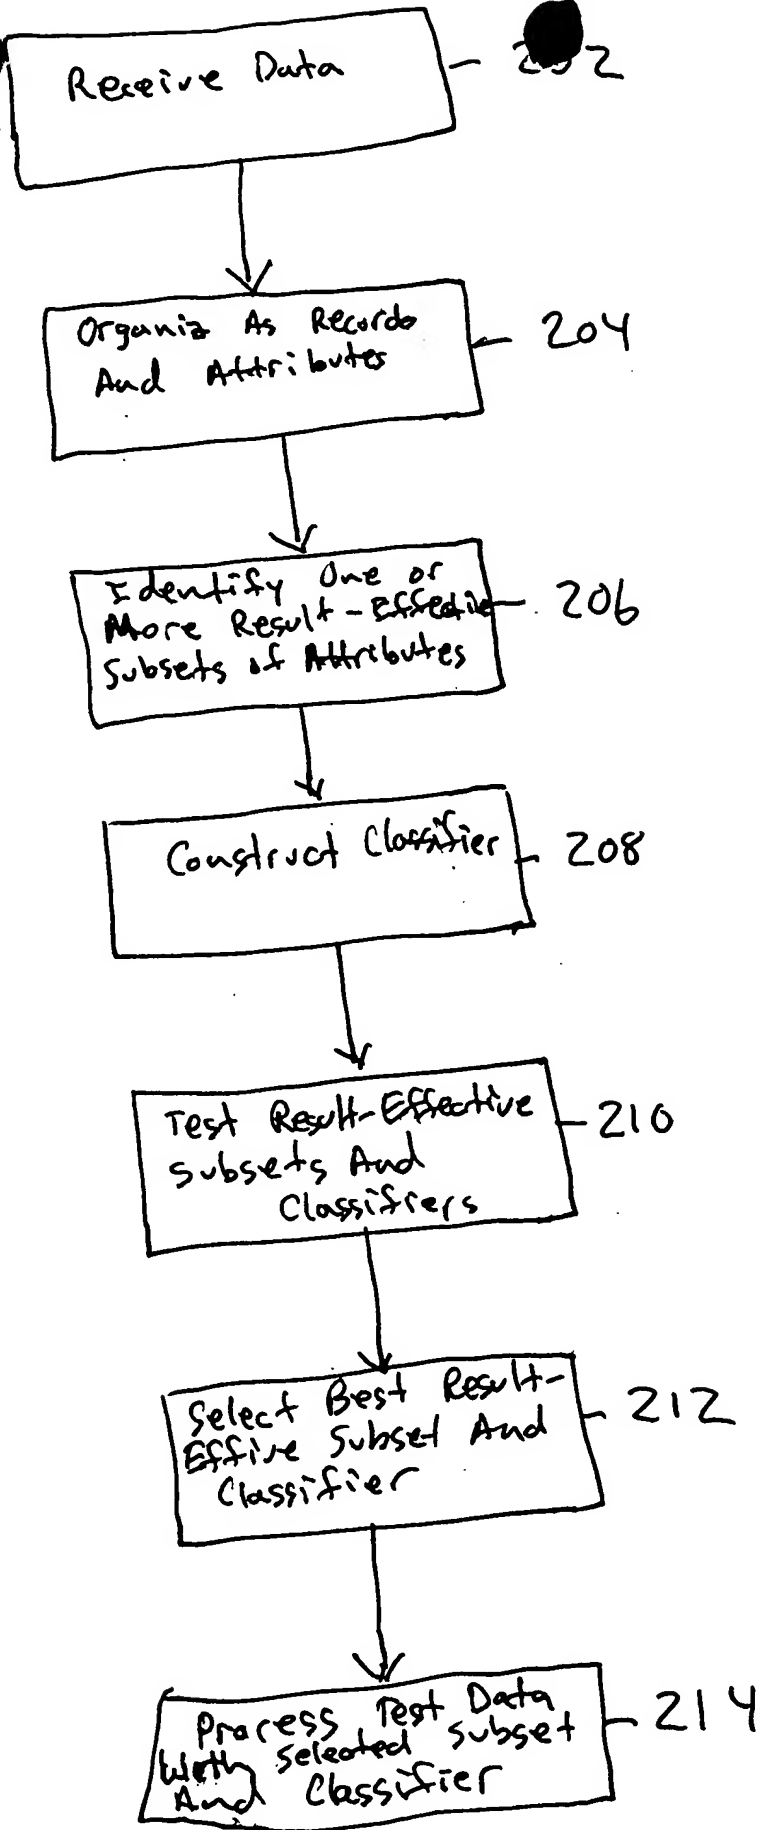 Receive Data
204
Organiz As Records
And Attributes
Identify One or
More Result-Effective
206
Subsets of Attributes
Construct Classifier
208
Test Result-Effective
210
Subsets And
Classifiers
Select Best Result-
212
Effive Subset And
Classifier
Process Test Data
214
With Selected Subset
And Classifier